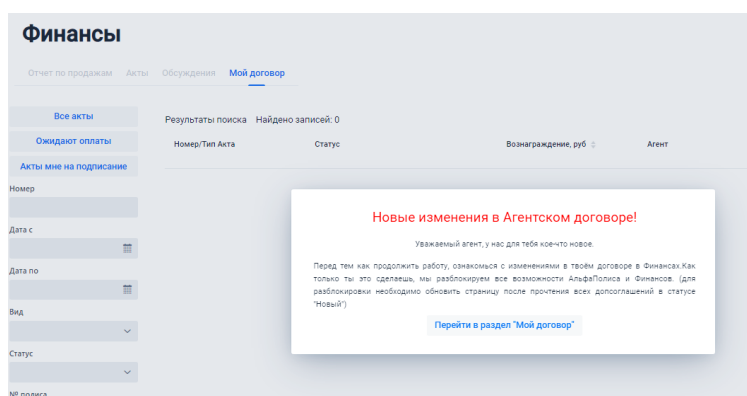 Финансы
Отчет по продажам Акты Обсуждения Мой договор
Все акты
Ожидают оплаты
Акты мне на подписание
Номер
Дата с
Дата по
Вид
Статус
№ полиса
Результаты поиска Найдено записей: 0
Номер/Тип Акта Статус Вознаграждение, руб Агент
Новые изменения в Агентском договоре!
Уважаемый агент, у нас для тебя кое-что новое.
Перед тем как продолжить работу, ознакомься с изменениями в твоём договоре в Финансах.Как
только ты это сделаешь, мы разблокируем все возможности АльфаПолиса и Финансов. (для
разблокировки необходимо обновить страницу после прочтения всех допсоглашений в статусе
"Новый")
Перейти в раздел "Мой договор"